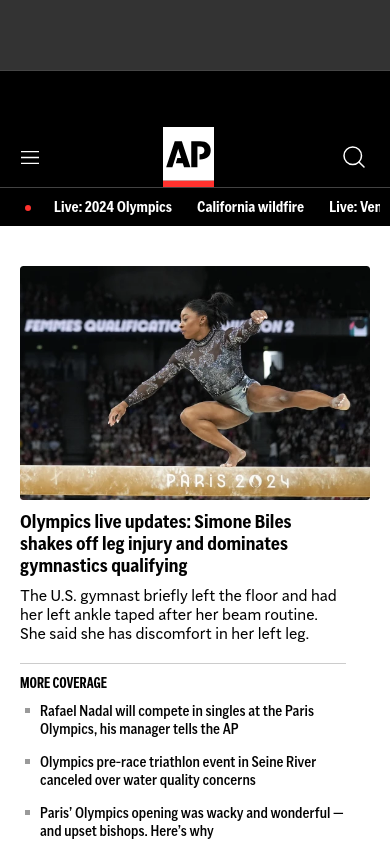 AP
Live: 2024 Olympics California wildfire Live: Ven
FEMMES QUALIFICATIO N 2
PARIS 2024
Olympics live updates: Simone Biles
shakes off leg injury and dominates
gymnastics qualifying
The U.S. gymnast briefly left the floor and had
her left ankle taped after her beam routine.
She said she has discomfort in her left leg.
MORE COVERAGE
Rafael Nadal will compete in singles at the Paris
Olympics, his manager tells the AP
Olympics pre-race triathlon event in Seine River
canceled over water quality concerns
Paris’ Olympics opening was wacky and wonderful —
and upset bishops. Here’s why